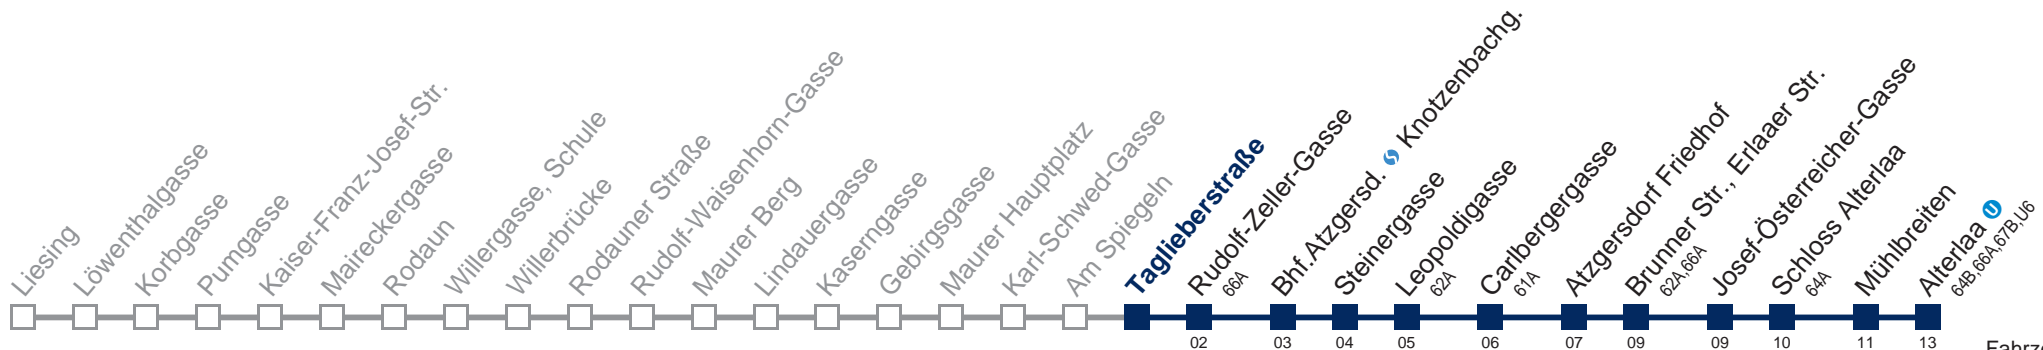 Liesing
Löwenthalgasse
Korbgasse
Pumgasse
Kaiser-Franz-Josef-Str.
Maireckergasse
Rodaun
Willergasse, Schule
Willerbrücke
Rodauner Straße
Rudolf-Waisenhorn-Gasse
Maurer Berg
Lindauergasse
Kaserngasse
Gebirgsgasse
Maurer Hauptplatz
Karl-Schwed-Gasse
Am Spiegeln
Taglieberstraße
Rudolf-Zeller-Gasse
66A
02
Bhf.Atzgersd. S Knotzenbachg.
03
Steinergasse
04
Leopoldigasse
62A
05
Carlbergergasse
61A
06
Atzgersdorf Friedhof
07
Brunner Str., Erlaaer Str.
62A,66A
09
Josef-Österreicher-Gasse
09
Schloss Alterlaa
64A
10
Mühlbreiten
11
Alterlaa U
64B,66A,67B,U6
13